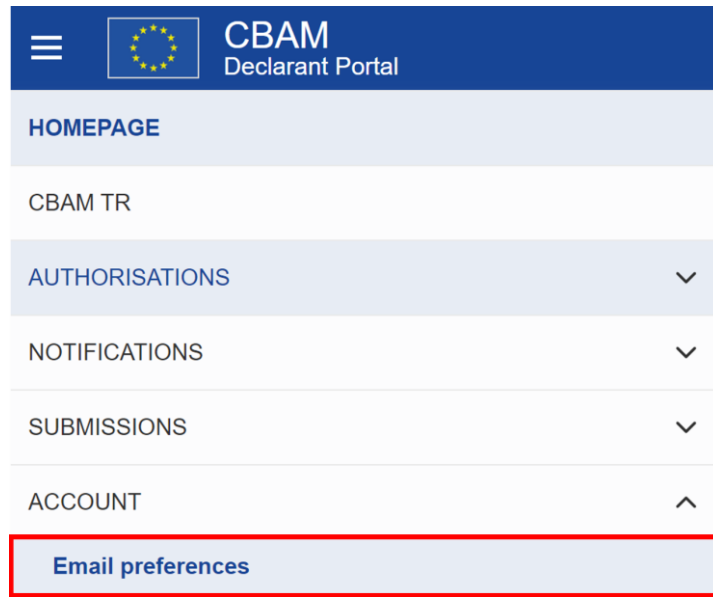 CBAM
Declarant Portal
HOMEPAGE
CBAM TR
AUTHORISATIONS
NOTIFICATIONS
SUBMISSIONS
ACCOUNT
Email preferences